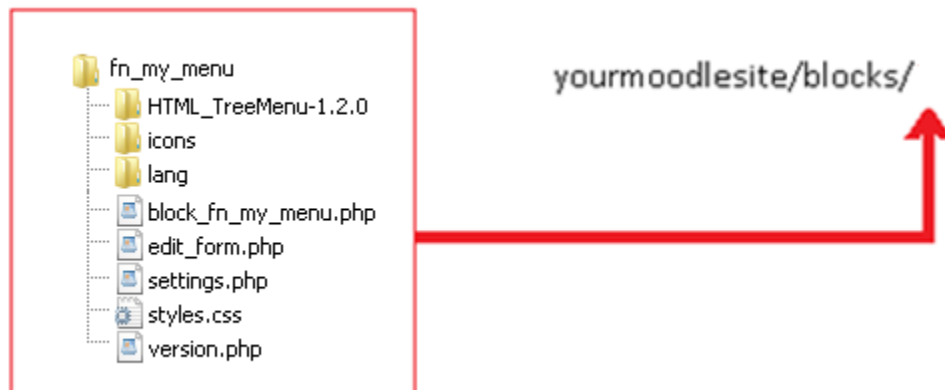 fn_my_menu
HTML_TreeMenu-1.2.0
icons
lang
block_fn_my_menu.php
edit_form.php
settings.php
styles.css
version.php
yourmoodlesite/blocks/